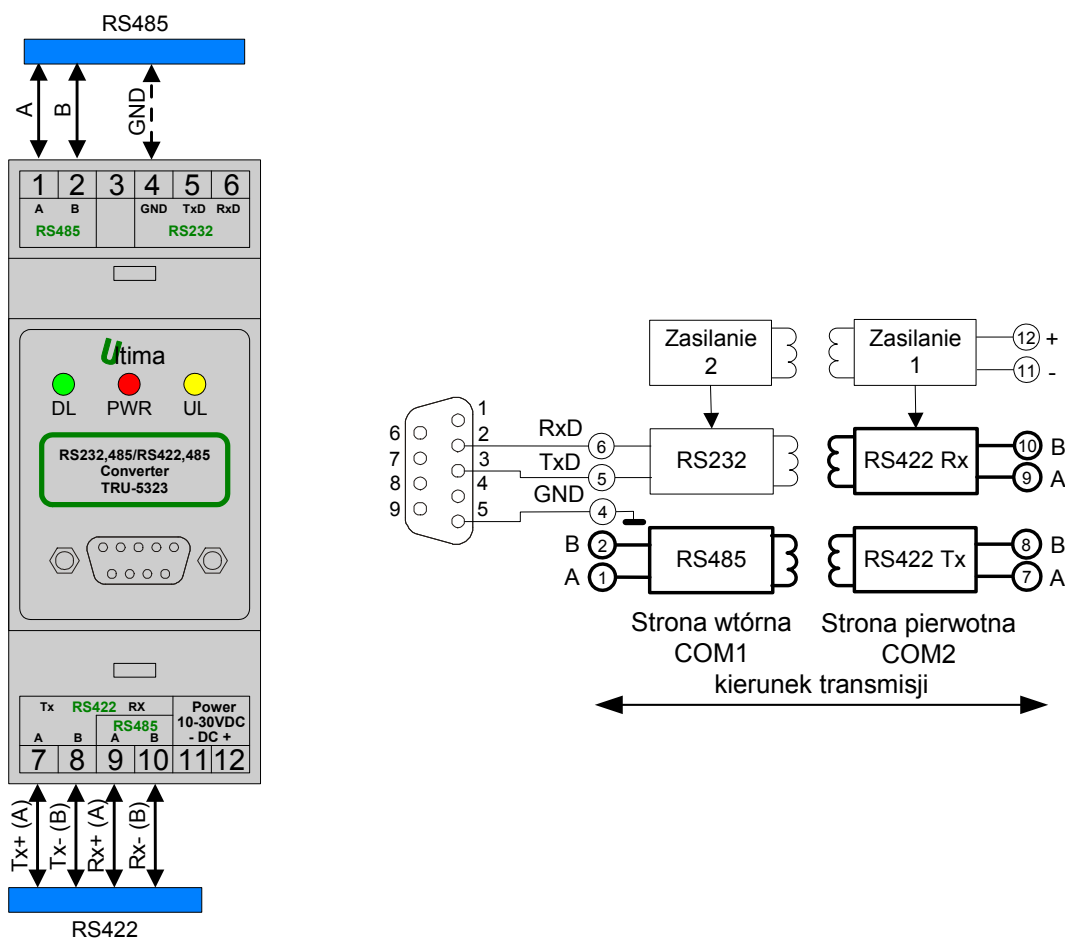 RS485
A
B
GND
1 2 3 4 5 6
A B GND TxD RxD
RS485 RS232
Ultima
DL PWR UL
RS232,485/RS422,485
Converter
TRU-5323
Tx RS422 RX Power
RS485 10-30VDC
A B A B - DC +
7 8 9 10 11 12
Tx+ (A)
Tx- (B)
Rx+ (A)
Rx- (B)
RS422
Zasilanie
2
Zasilanie
1
12 +
11 -
1
2
3
4
5
6
7
8
9
RxD
6
TxD
5
GND
4
RS232
RS422 Rx
10 B
9 A
B 2
A 1
RS485
RS422 Tx
8 B
7 A
Strona wtórna
COM1
Strona pierwotna
COM2
kierunek transmisji